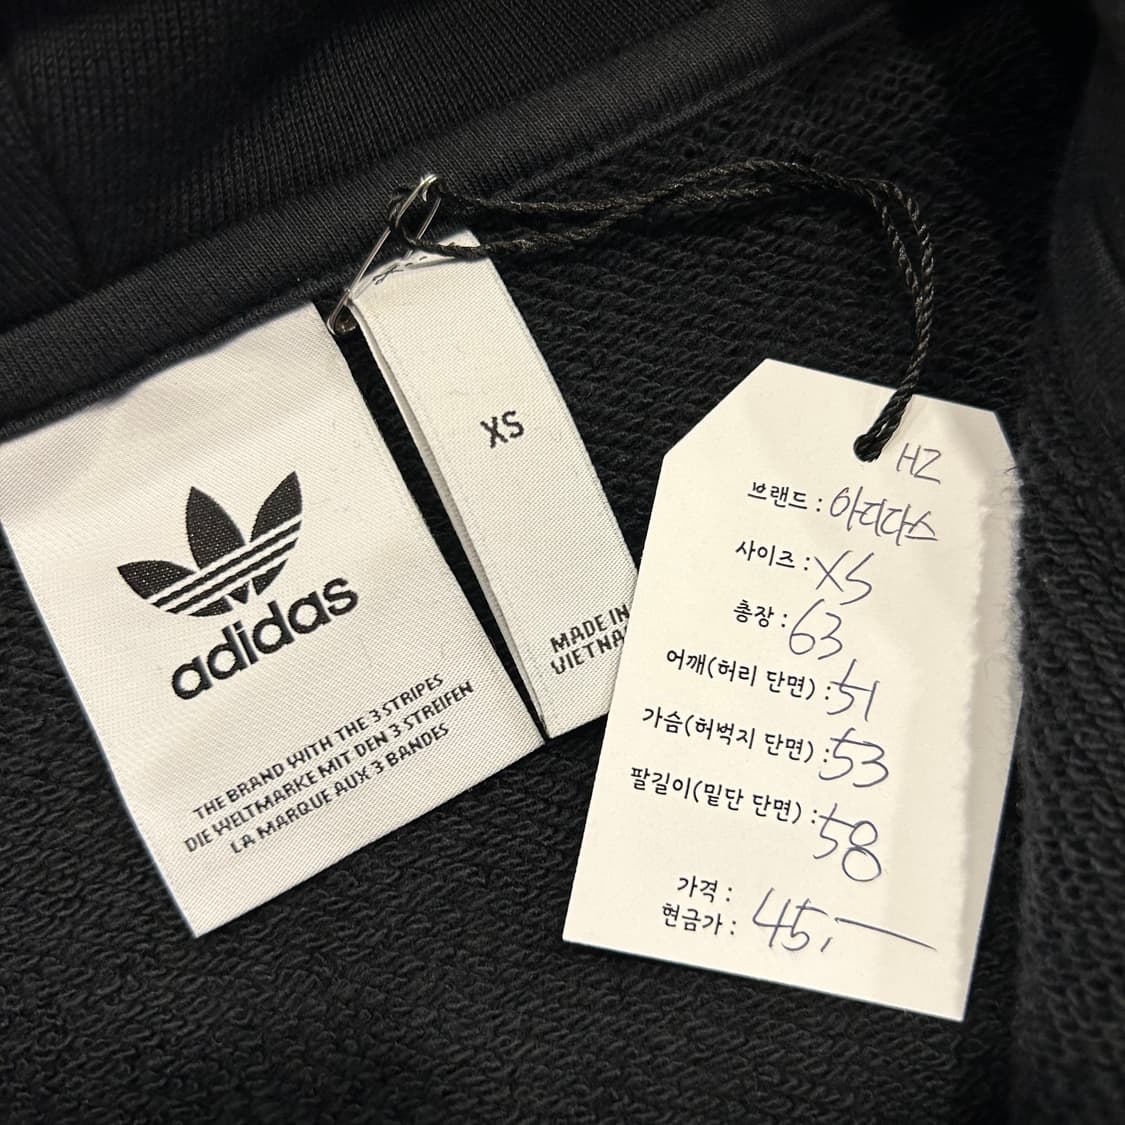 adidas
THE BRAND WITH THE 3 STRIPES
DIE WELTMARKE MIT DEN 3 STREIFEN
LA MARQUE AUX 3 BANDES
XS
MADE IN
VIETNA
HZ
브랜드 : 아디다스
사이즈 : XS
총장 : 63
어깨(허리 단면) : 51
가슴(허벅지 단면) : 53
팔길이(밑단 단면) : 58
가격 :
현금가 : 45,-